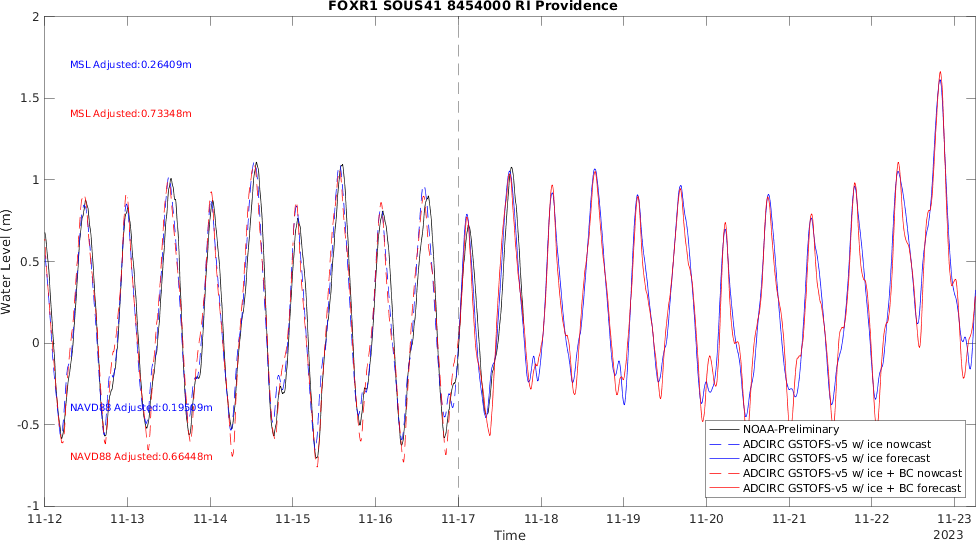 FOXR1 SOUS41 8454000 RI Providence
2
MSL Adjusted:0.26409m
1.5
MSL Adjusted:0.73348m
1
Water Level (m)
0.5
0
NAVD88 Adjusted:0.19509m
-0.5
NOAA-Preliminary
ADCIRC GSTOFS-v5 w/ ice nowcast
NAVD88 Adjusted:0.66448m
ADCIRC GSTOFS-v5 w/ ice forecast
ADCIRC GSTOFS-v5 w/ ice + BC nowcast
ADCIRC GSTOFS-v5 w/ ice + BC forecast
-1
11-12 11-13 11-14 11-15 11-16 11-17 11-18 11-19 11-20 11-21 11-22 11-23
Time
2023